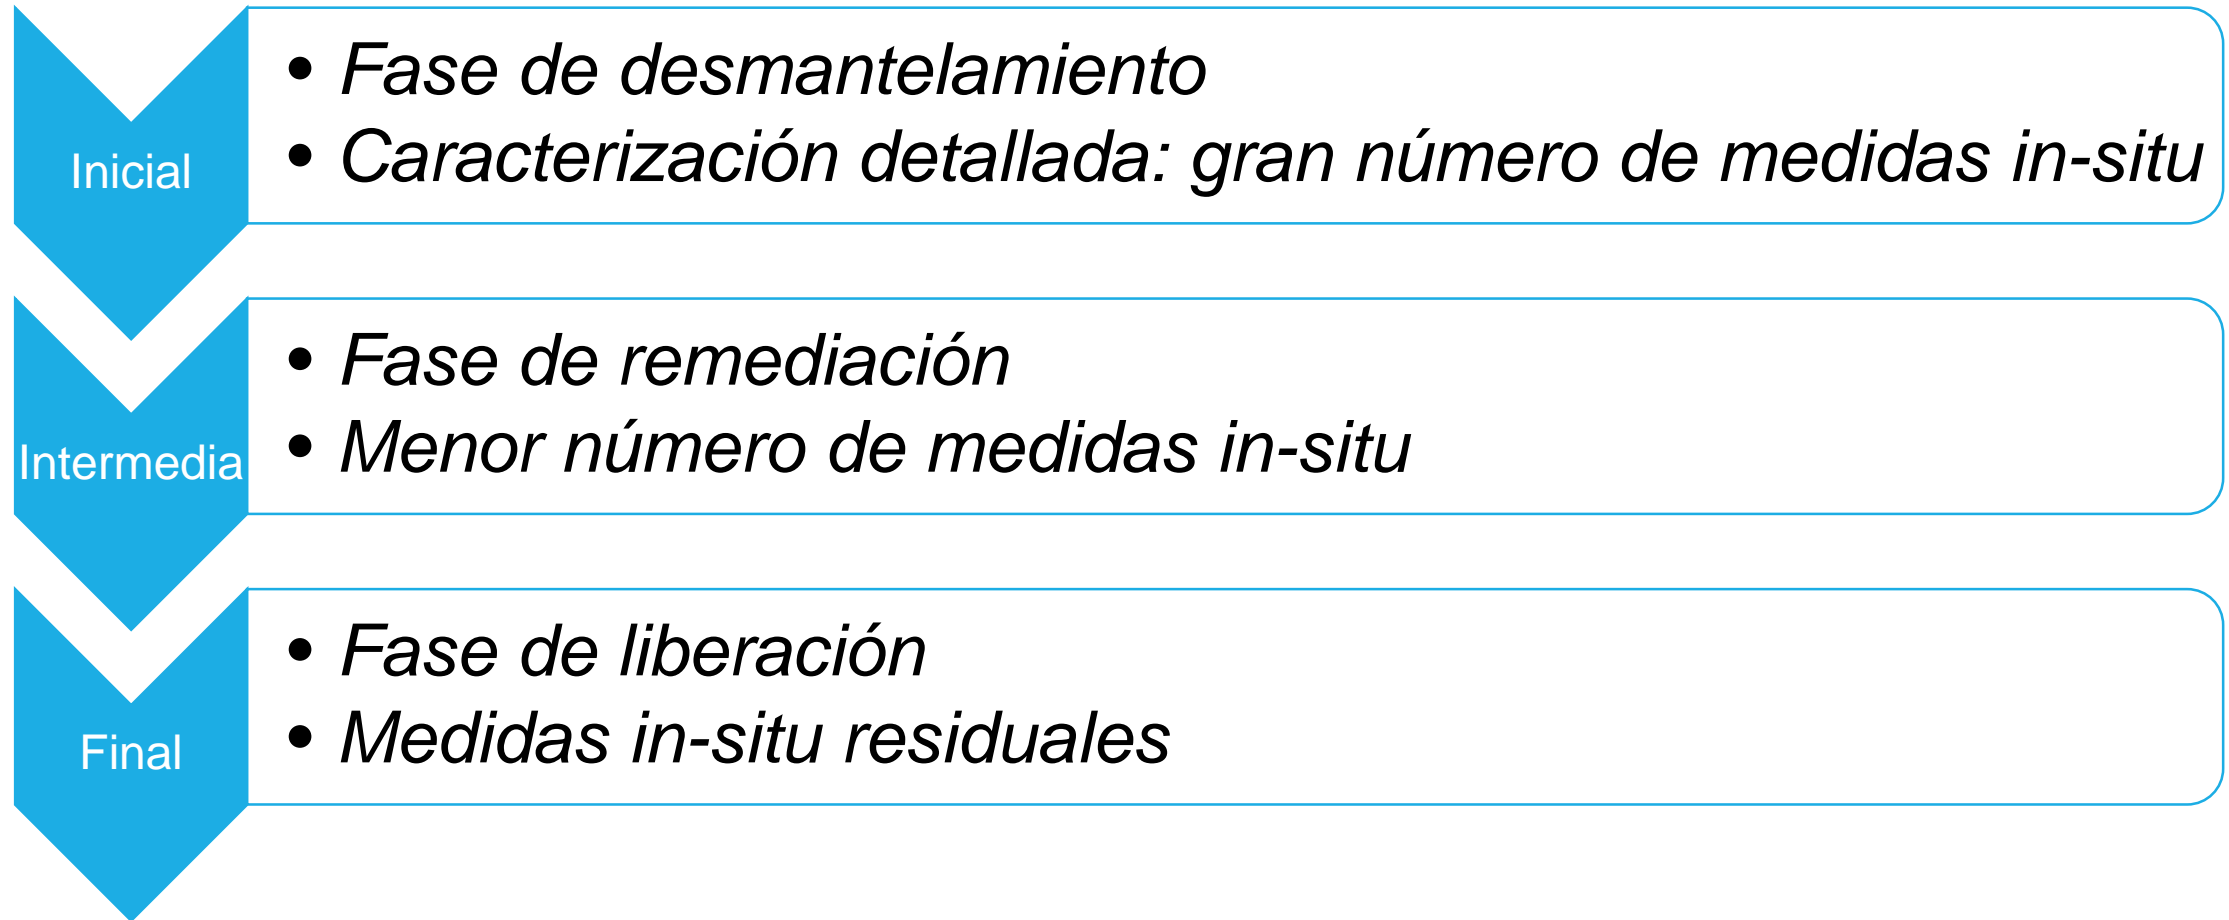 Inicial
• Fase de desmantelamiento
• Caracterización detallada: gran número de medidas in-situ
Intermedia
• Fase de remediación
• Menor número de medidas in-situ
Final
• Fase de liberación
• Medidas in-situ residuales